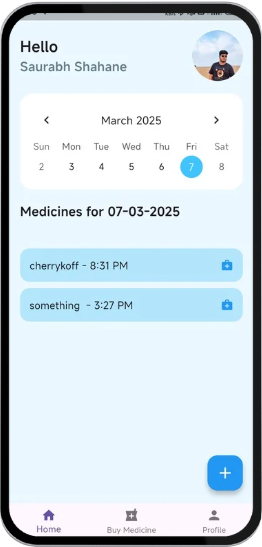 Hello
Saurabh Shahane
March 2025
Sun Mon Tue Wed Thu Fri Sat
2 3 4 5 6 7 8
Medicines for 07-03-2025
cherrykoff - 8:31 PM
something - 3:27 PM
Home Buy Medicine Profile